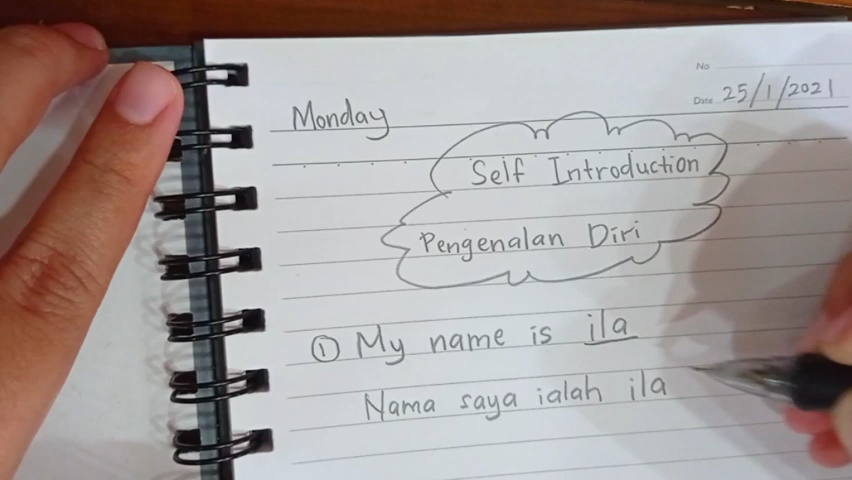 No
Date 25/1/2021
Monday
Self Introduction
Pengenalan Diri
① My name is ila
Nama saya ialah ila